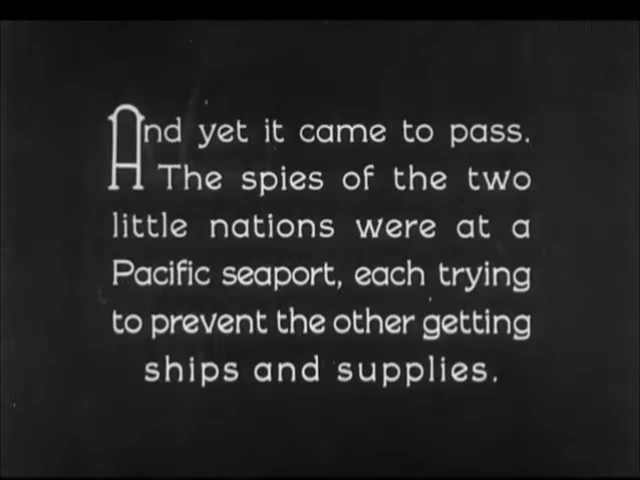 And yet it came to pass.
The spies of the two
little nations were at a
Pacific seaport, each trying
to prevent the other getting
ships and supplies.